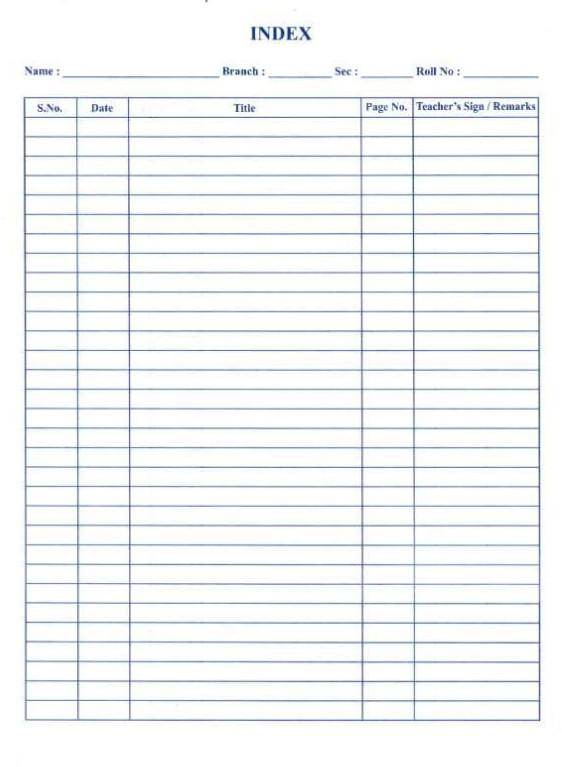 INDEX
Name : Branch : Sec : Roll No :
S.No. Date Title Page No. Teacher's Sign / Remarks